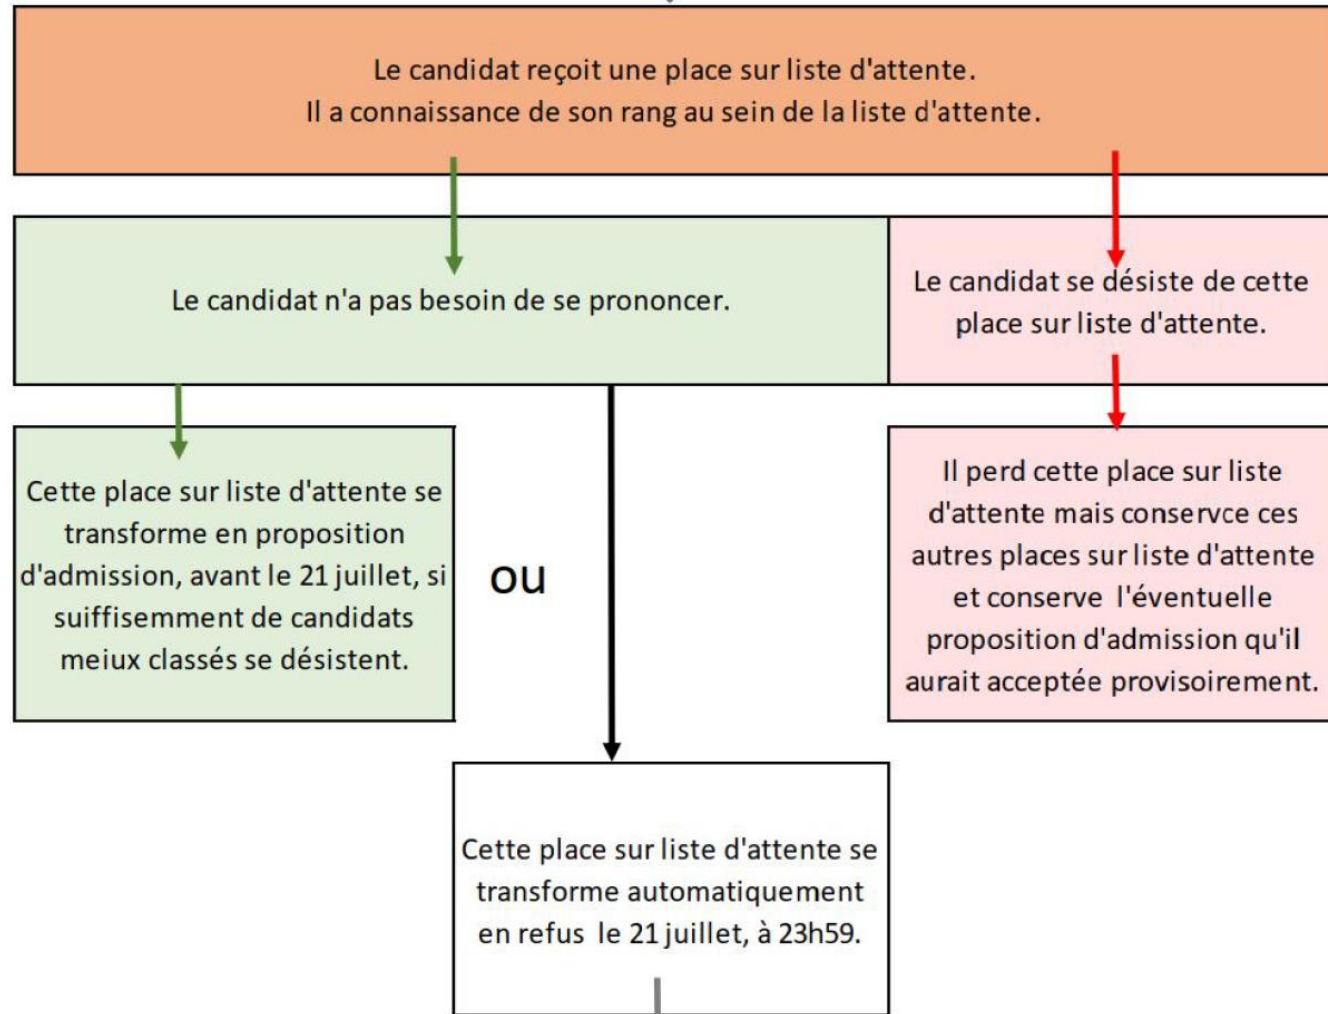 Le candidat reçoit une place sur liste d'attente.
Il a connaissance de son rang au sein de la liste d'attente.
Le candidat n'a pas besoin de se prononcer.
Le candidat se désiste de cette
place sur liste d'attente.
Cette place sur liste d'attente se
transforme en proposition
d'admission, avant le 21 juillet, si
suiffisemment de candidats
meiux classés se désistent.
ou
Il perd cette place sur liste
d'attente mais conservce ces
autres places sur liste d'attente
et conserve l'éventuelle
proposition d'admission qu'il
aurait acceptée provisoirement.
Cette place sur liste d'attente se
transforme automatiquement
en refus le 21 juillet, à 23h59.